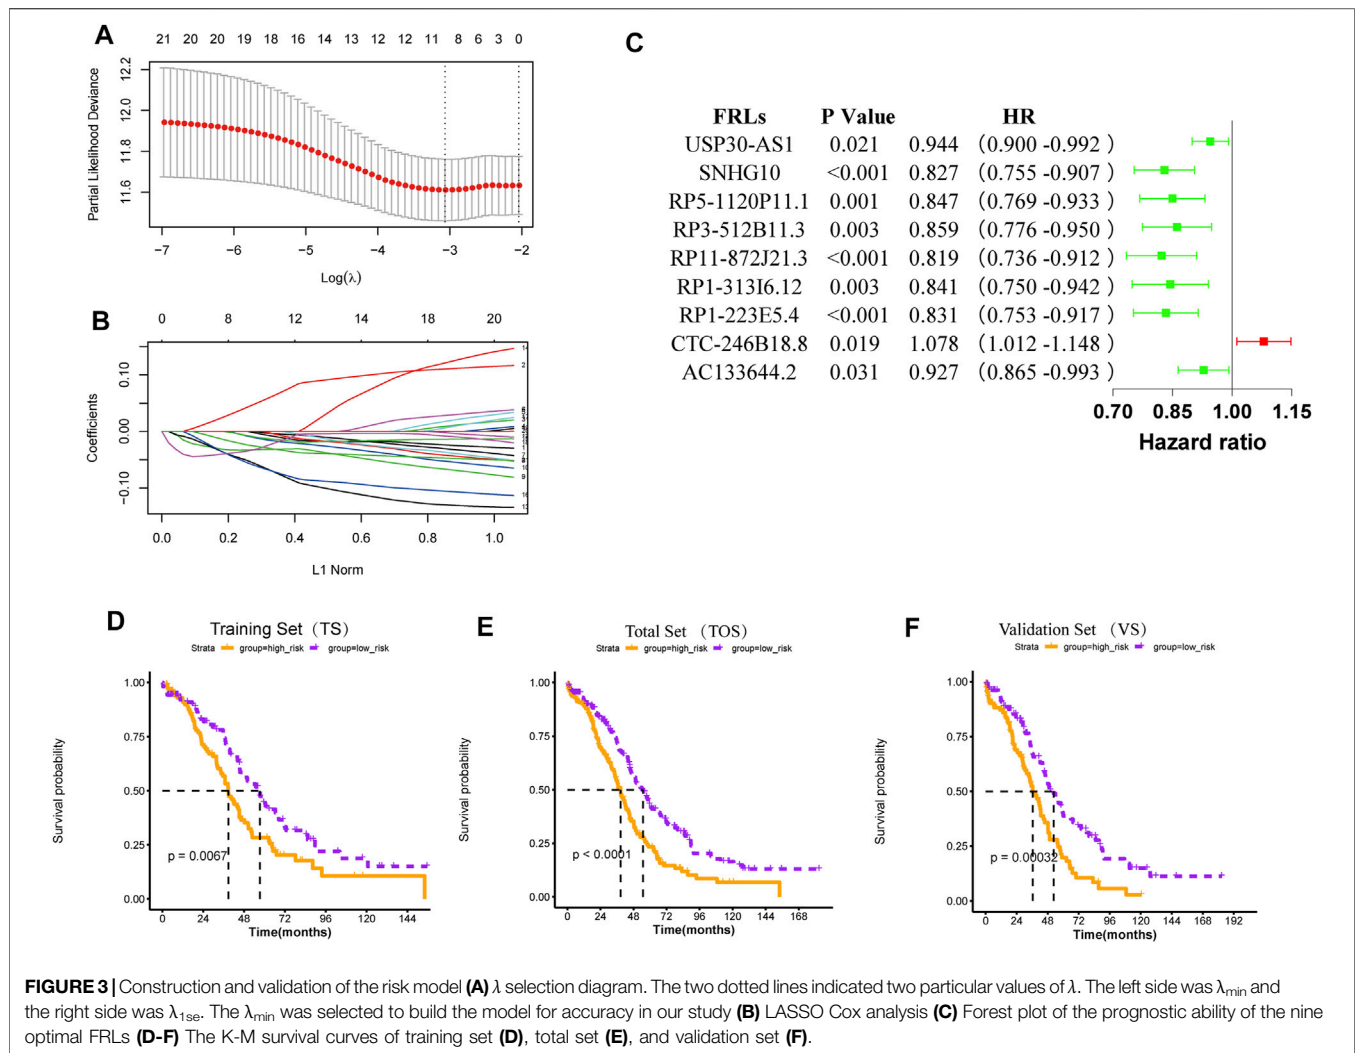 A
21 20 20 19 18 16 14 13 12 12 11 8 6 3 0
Partial Likelihood Deviance
12.2
12.0
11.8
11.6
−7 −6 −5 −4 −3 −2
Log(λ)
B
0 8 12 16 18 20
Coefficients
0.10
0.00
−0.10
14
2
7
10
9
16
13
0.0 0.2 0.4 0.6 0.8 1.0
L1 Norm
C
FRLs P Value HR
USP30-AS1 0.021 0.944 (0.900 -0.992)
SNHG10 <0.001 0.827 (0.755 -0.907)
RP5-1120P11.1 0.001 0.847 (0.769 -0.933)
RP3-512B11.3 0.003 0.859 (0.776 -0.950)
RP11-872J21.3 <0.001 0.819 (0.736 -0.912)
RP1-313I6.12 0.003 0.841 (0.750 -0.942)
RP1-223E5.4 <0.001 0.831 (0.753 -0.917)
CTC-246B18.8 0.019 1.078 (1.012 -1.148)
AC133644.2 0.031 0.927 (0.865 -0.993)
0.70 0.85 1.00 1.15
Hazard ratio
D
Training Set（TS）
Strata group=high_risk group=low_risk
Survival probability
1.00
0.75
0.50
0.25
0.00
p = 0.0067
0 24 48 72 96 120 144
Time(months)
E
Total Set （TOS）
Strata group=high_risk group=low_risk
Survival probability
1.00
0.75
0.50
0.25
0.00
p < 0.0001
0 24 48 72 96 120 144 168
Time(months)
F
Validation Set （VS）
Strata group=high_risk group=low_risk
Survival probability
1.00
0.75
0.50
0.25
0.00
p = 0.00032
0 24 48 72 96 120 144 168 192
Time(months)
FIGURE 3 | Construction and validation of the risk model (A) λ selection diagram. The two dotted lines indicated two particular values of λ. The left side was λmin and
the right side was λ1se. The λmin was selected to build the model for accuracy in our study (B) LASSO Cox analysis (C) Forest plot of the prognostic ability of the nine
optimal FRLs (D-F) The K-M survival curves of training set (D), total set (E), and validation set (F).